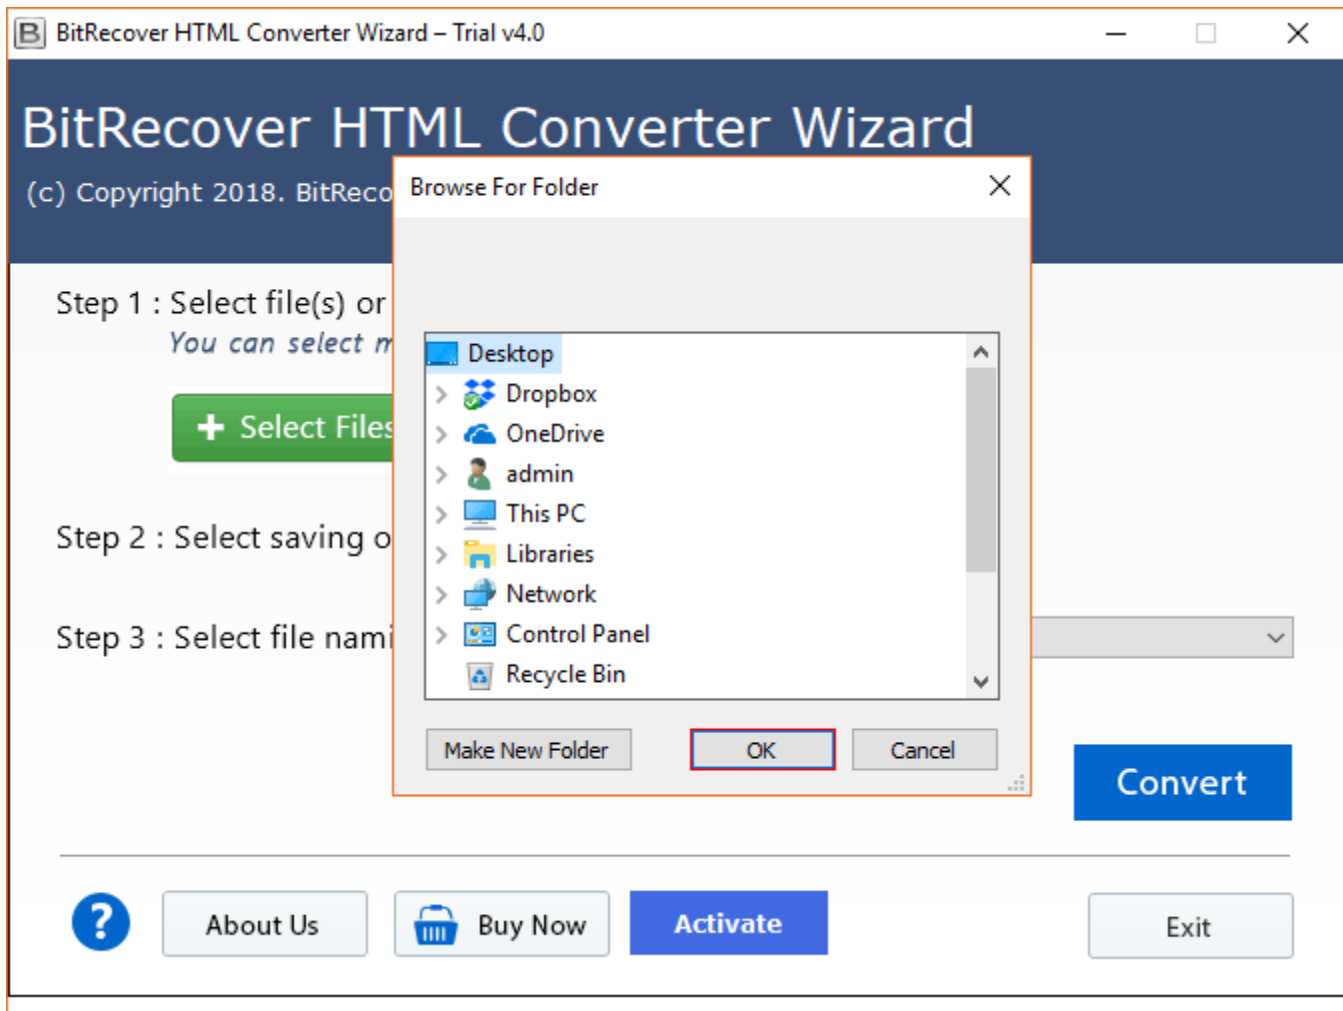 BitRecover HTML Converter Wizard – Trial v4.0
BitRecover HTML Converter Wizard
(c) Copyright 2018. BitReco
Browse For Folder
Step 1 : Select file(s) or
You can select
Desktop
Dropbox
+ Select Files
OneDrive
admin
This PC
Step 2 : Select saving o
Libraries
Network
Step 3 : Select file nami
Control Panel
Recycle Bin
Make New Folder
OK
Cancel
Convert
?
About Us
Buy Now
Activate
Exit